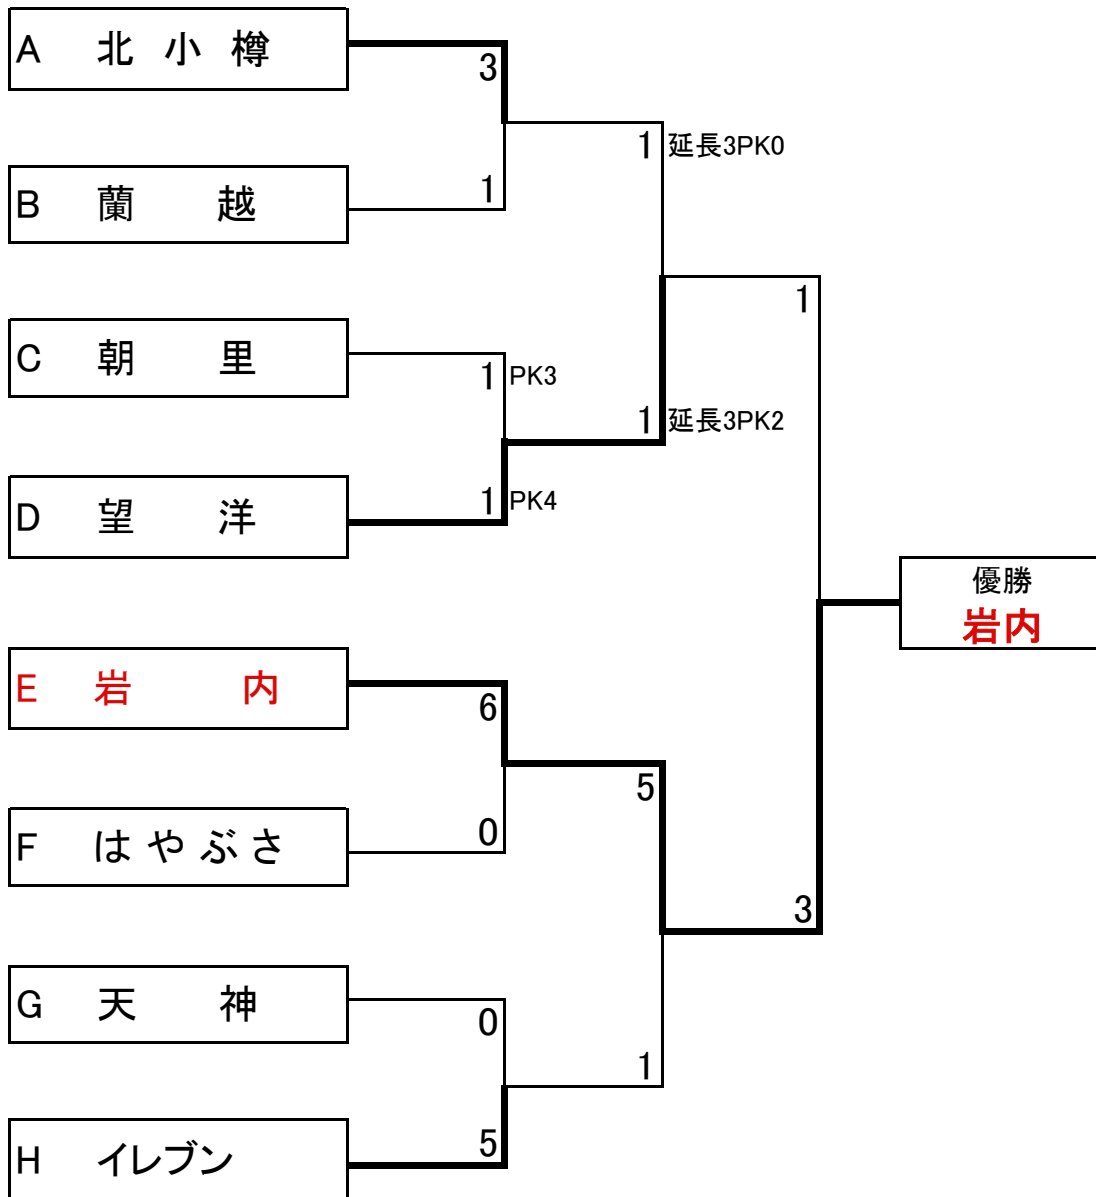 A 北小樽
3
1 延長3PK0
B 蘭越
1
1
C 朝里
1 PK3
1 延長3PK2
D 望洋
1 PK4
優勝
岩内
E 岩内
6
5
F はやぶさ
0
3
G 天神
0
1
H イレブン
5